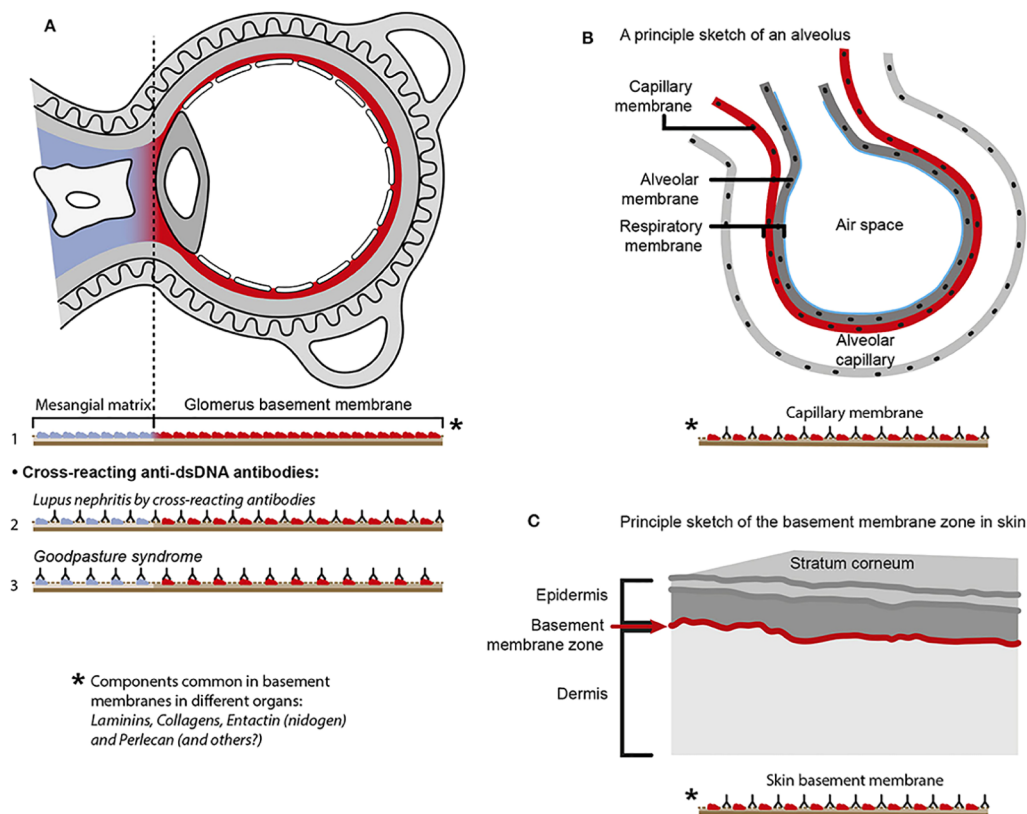 A
Mesangial matrix
Glomerus basement membrane
*
1
• Cross-reacting anti-dsDNA antibodies:
Lupus nephritis by cross-reacting antibodies
2
Goodpasture syndrome
3
* Components common in basement
membranes in different organs:
Laminins, Collagens, Entactin (nidogen)
and Perlecan (and others?)
B
A principle sketch of an alveolus
Capillary
membrane
Alveolar
membrane
Respiratory
membrane
Air space
Alveolar
capillary
Capillary membrane
*
C
Principle sketch of the basement membrane zone in skin
Stratum corneum
Epidermis
Basement
membrane zone
Dermis
Skin basement membrane
*